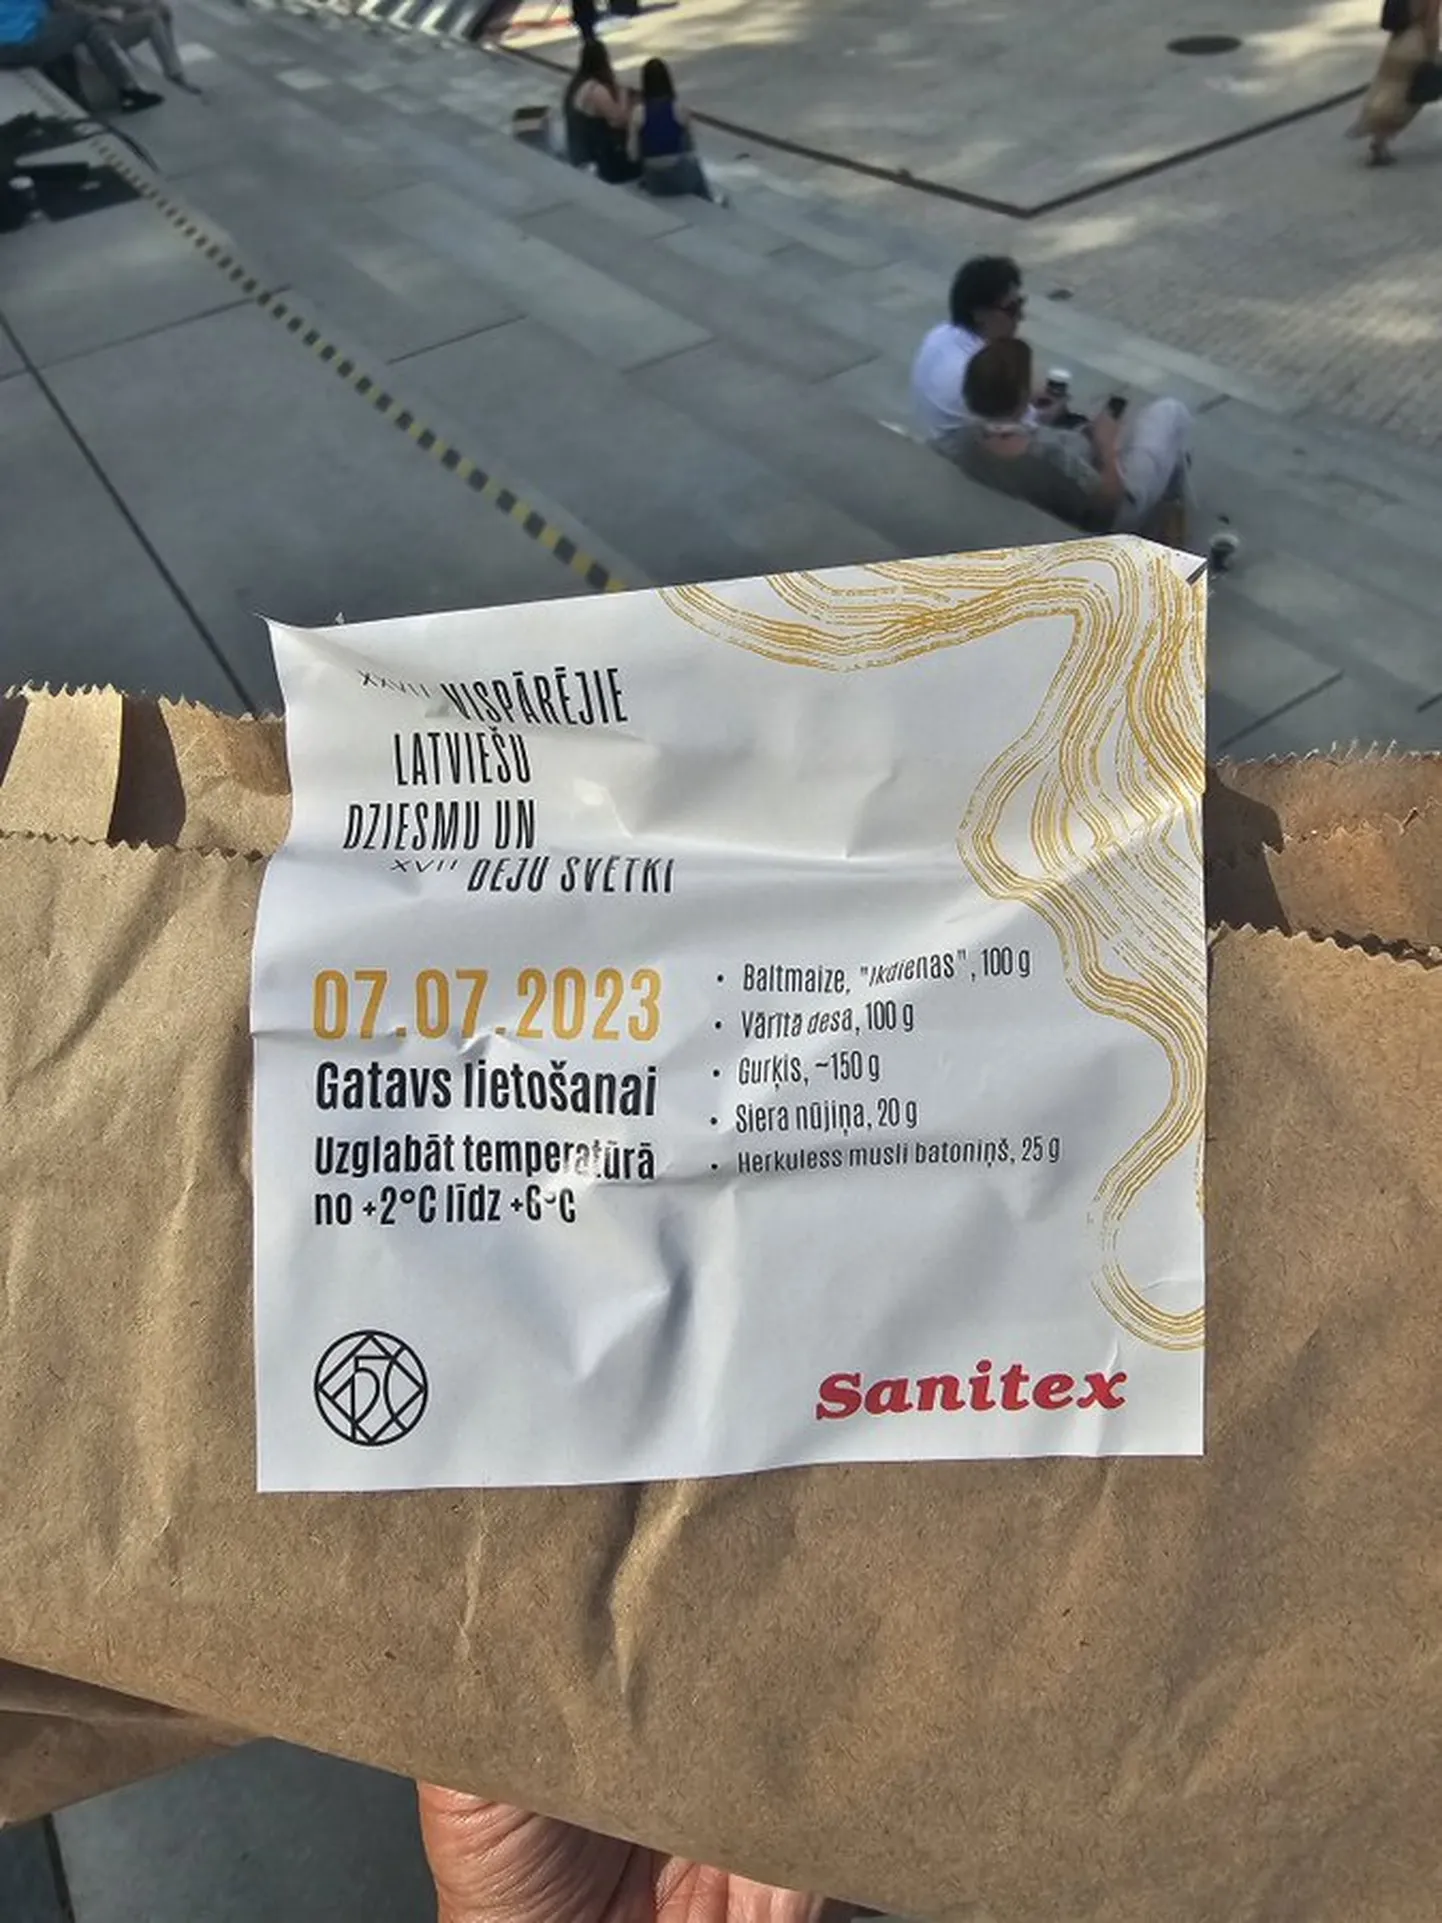 XXVII VISPĀRĒJIE
LATVIEŠU
DZIESMU UN
XVII DEJU SVĒTKI
07.07.2023
Gatavs lietošanai
Uzglabāt temperatūrā
no +2°C līdz +6°C
• Baltmaize, "Ikdienas", 100 g
• Vārītā desa, 100 g
• Gurķis, ~150 g
• Siera nūjiņa, 20 g
• Herkuless musli batoniņš, 25 g
150
Sanitex